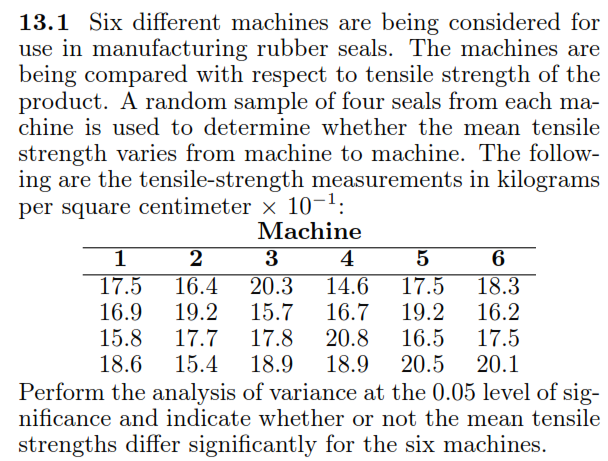 13.1 Six different machines are being considered for
use in manufacturing rubber seals. The machines are
being compared with respect to tensile strength of the
product. A random sample of four seals from each ma-
chine is used to determine whether the mean tensile
strength varies from machine to machine. The follow-
ing are the tensile-strength measurements in kilograms
per square centimeter × 10⁻¹:
Machine
1 2 3 4 5 6
17.5 16.4 20.3 14.6 17.5 18.3
16.9 19.2 15.7 16.7 19.2 16.2
15.8 17.7 17.8 20.8 16.5 17.5
18.6 15.4 18.9 18.9 20.5 20.1
Perform the analysis of variance at the 0.05 level of sig-
nificance and indicate whether or not the mean tensile
strengths differ significantly for the six machines.